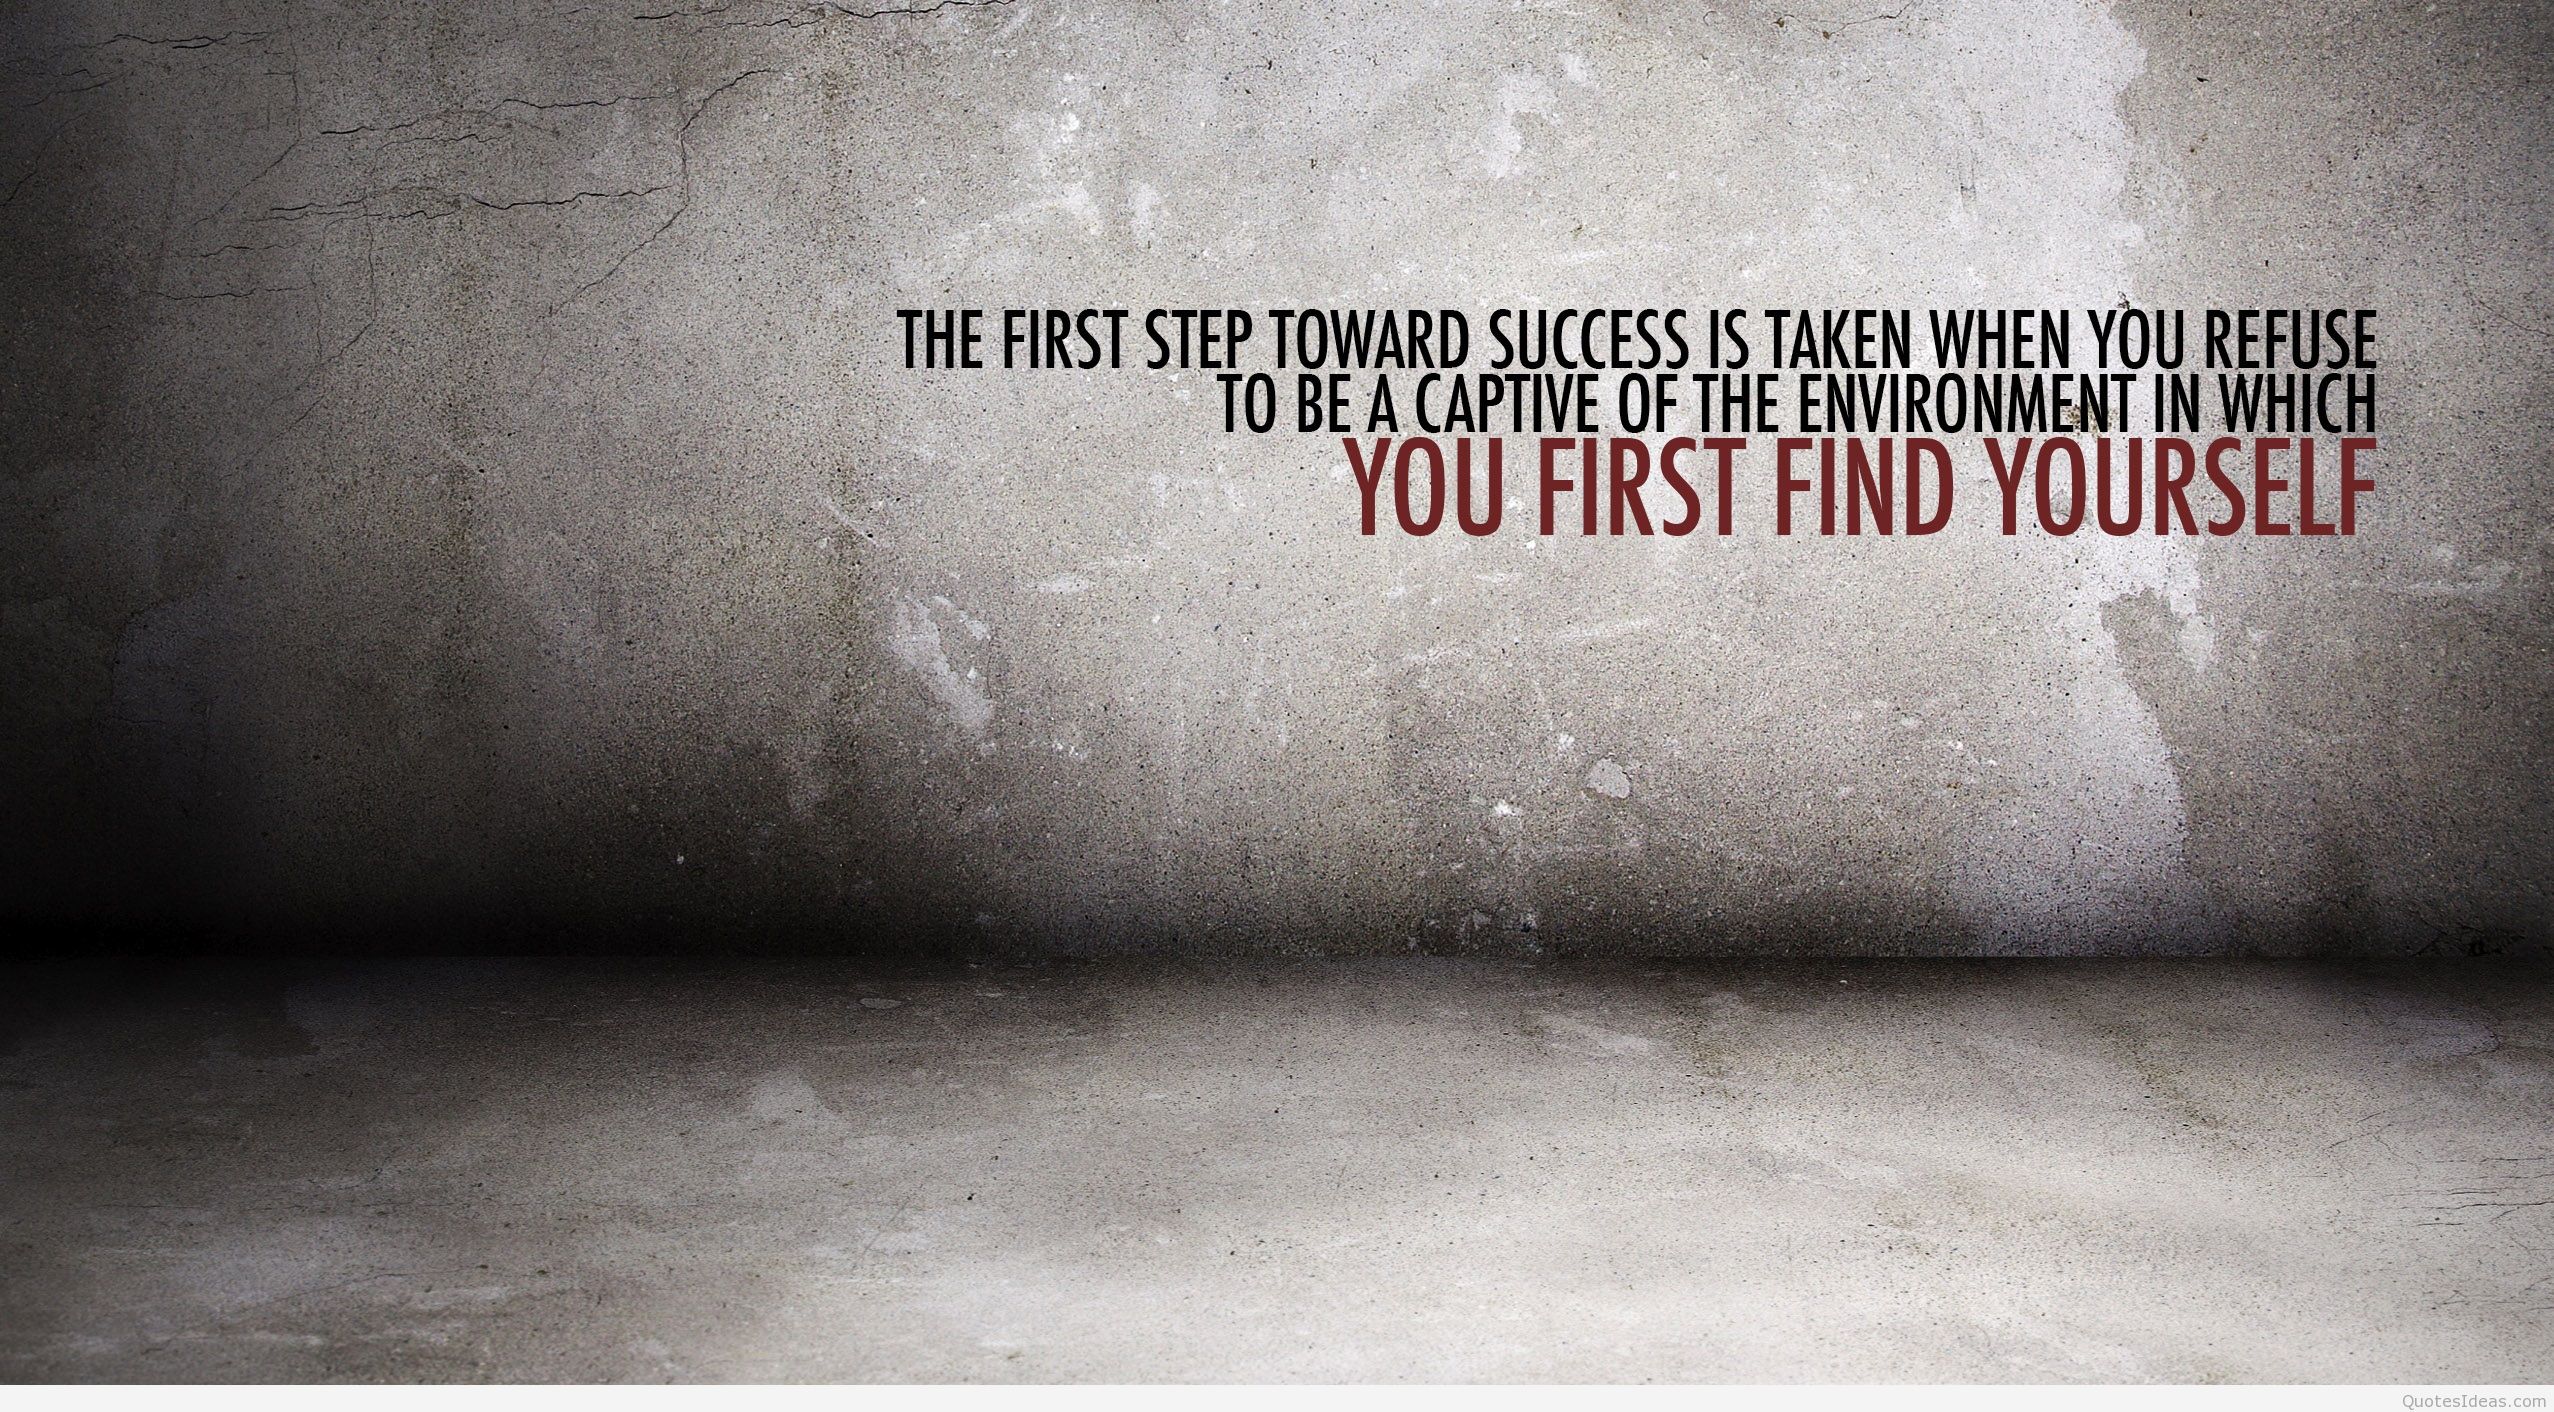 THE FIRST STEP TOWARD SUCCESS IS TAKEN WHEN YOU REFUSE
TO BE A CAPTIVE OF THE ENVIRONMENT IN WHICH
YOU FIRST FIND YOURSELF
QuotesIdeas.com